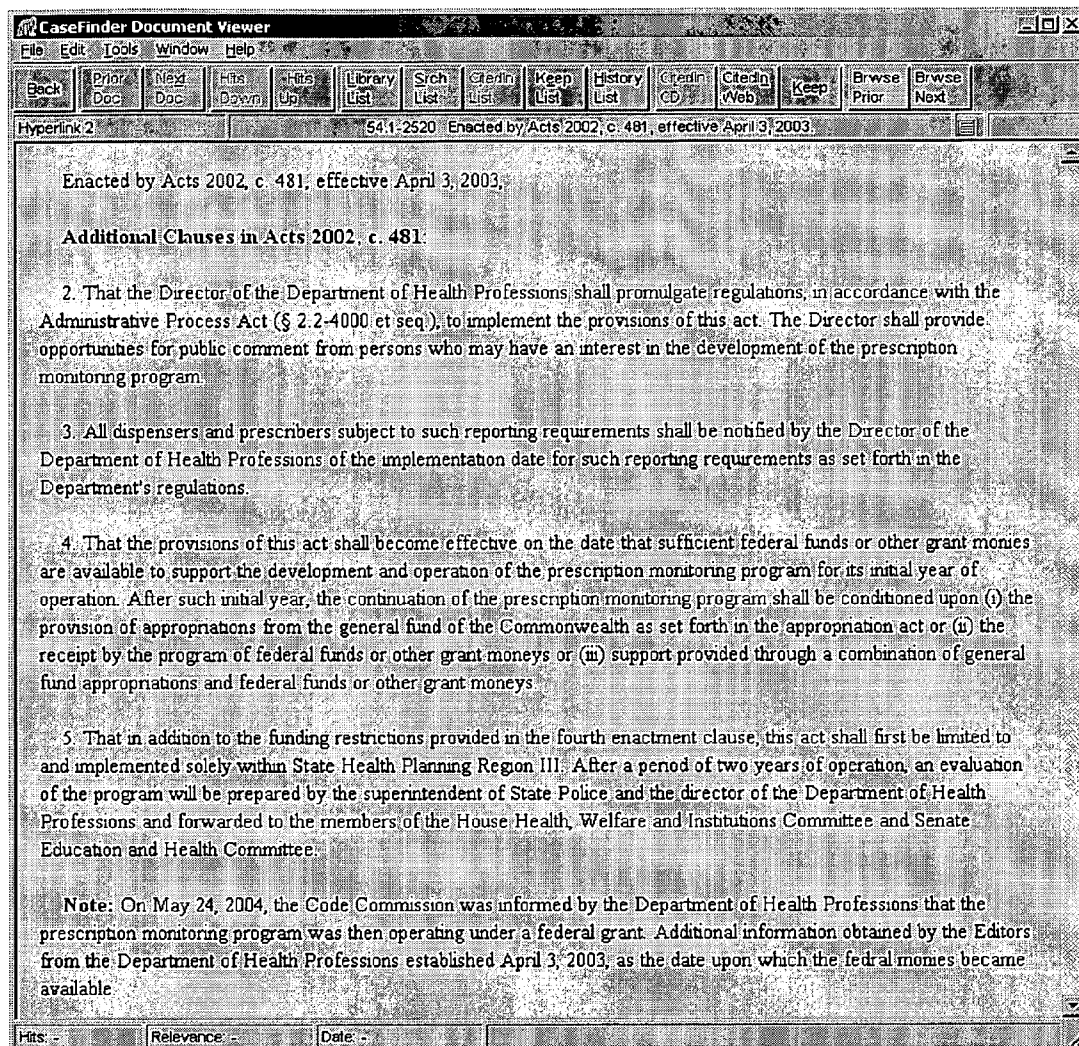 CaseFinder Document Viewer
File Edit Tools Window Help
Back Prior Doc Next Doc Hits Down Hits Up Library List Srch List CitedIn List Keep List History List CitedIn CD CitedIn Web Keep Brwse Prior Brwse Next
Hyperlink 2 54.1-2520 Enacted by Acts 2002, c. 481, effective April 3, 2003.
Enacted by Acts 2002, c. 481, effective April 3, 2003,
Additional Clauses in Acts 2002, c. 481:
2. That the Director of the Department of Health Professions shall promulgate regulations, in accordance with the
Administrative Process Act (§ 2.2-4000 et seq.), to implement the provisions of this act. The Director shall provide
opportunities for public comment from persons who may have an interest in the development of the prescription
monitoring program.
3. All dispensers and prescribers subject to such reporting requirements shall be notified by the Director of the
Department of Health Professions of the implementation date for such reporting requirements as set forth in the
Department's regulations.
4. That the provisions of this act shall become effective on the date that sufficient federal funds or other grant monies
are available to support the development and operation of the prescription monitoring program for its initial year of
operation. After such initial year, the continuation of the prescription monitoring program shall be conditioned upon (i) the
provision of appropriations from the general fund of the Commonwealth as set forth in the appropriation act or (ii) the
receipt by the program of federal funds or other grant moneys or (iii) support provided through a combination of general
fund appropriations and federal funds or other grant moneys
5. That in addition to the funding restrictions provided in the fourth enactment clause, this act shall first be limited to
and implemented solely within State Health Planning Region III. After a period of two years of operation, an evaluation
of the program will be prepared by the superintendent of State Police and the director of the Department of Health
Professions and forwarded to the members of the House Health, Welfare and Institutions Committee and Senate
Education and Health Committee.
Note: On May 24, 2004, the Code Commission was informed by the Department of Health Professions that the
prescription monitoring program was then operating under a federal grant. Additional information obtained by the Editors
from the Department of Health Professions established April 3, 2003, as the date upon which the fedral monies became
available
Hits: - Relevance: - Date: -